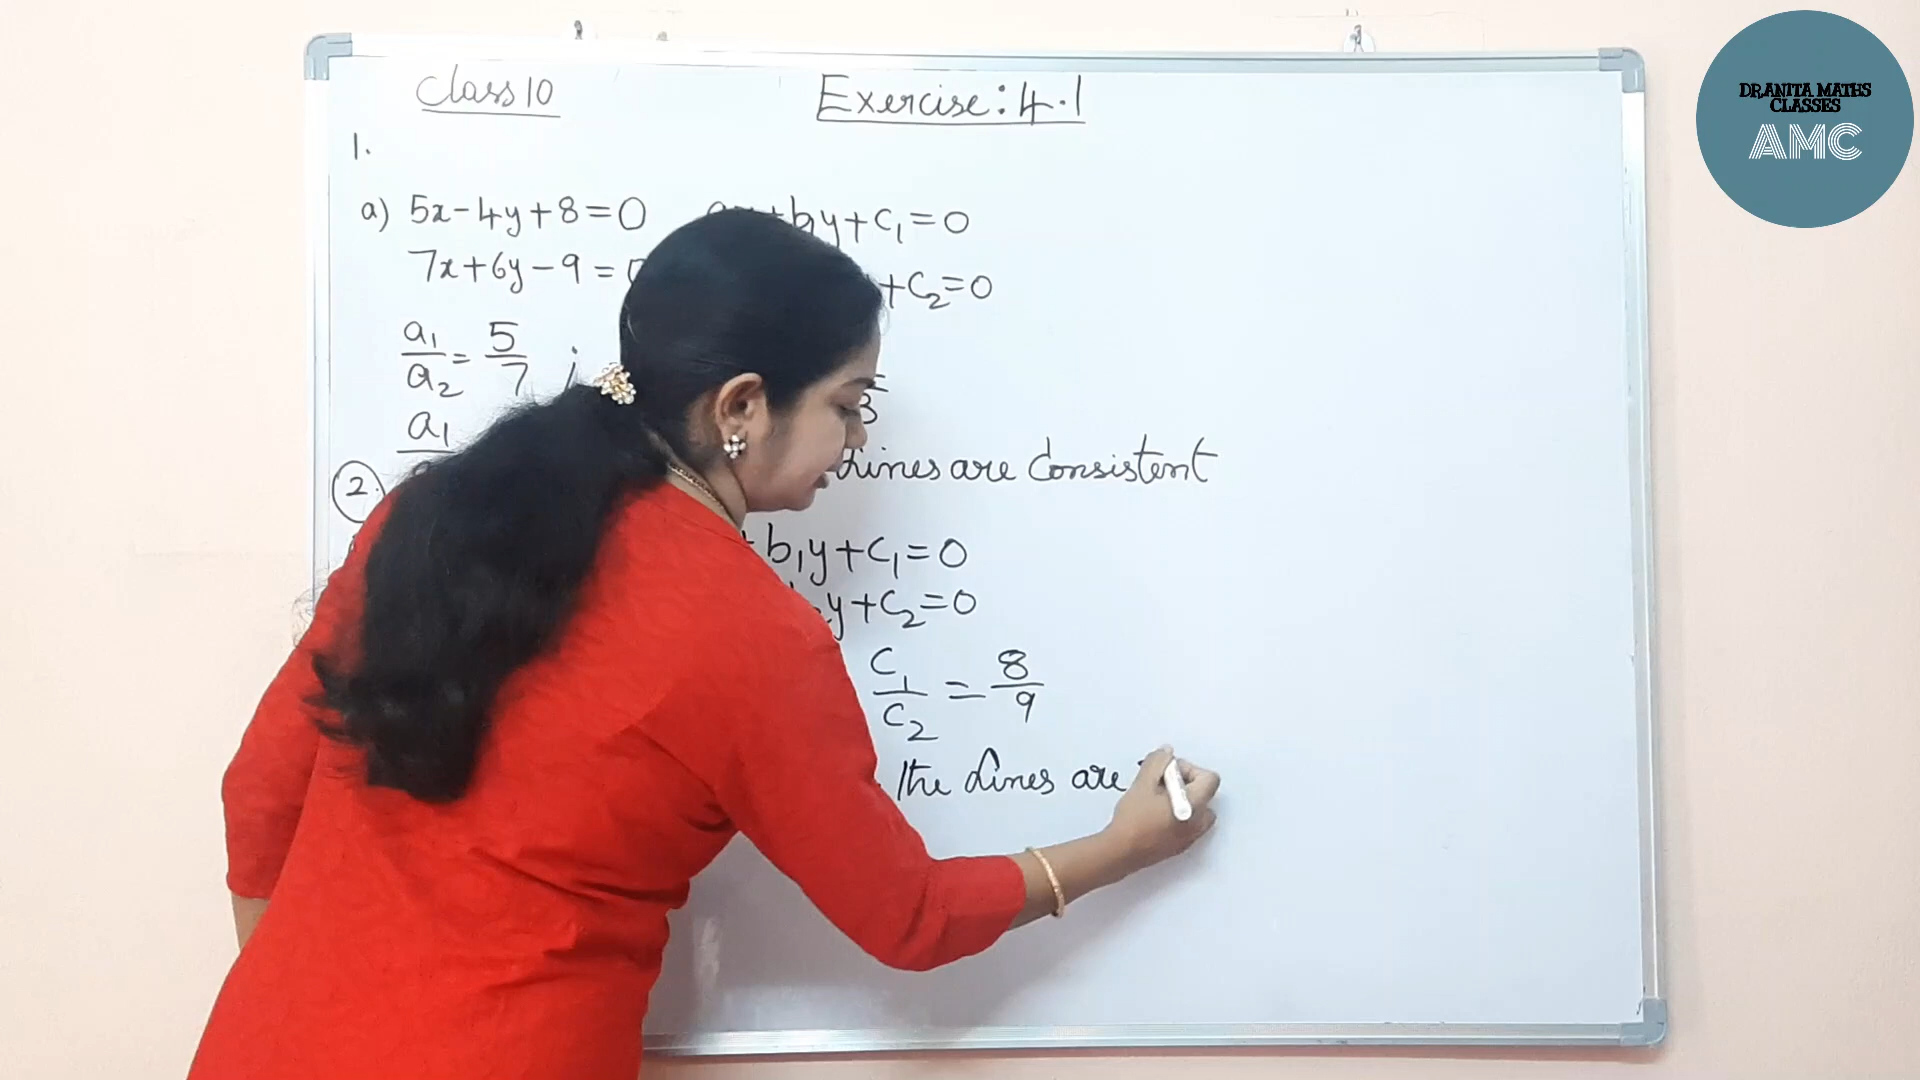 Class 10
Exercise: 4.1
1.
a) 5x-4y+8=0
b₁y+c₁=0
7x+6y-9=0
+c₂=0
a₁/a₂ = 5/7
3
a₁
2.
Lines are Consistent
+ b₁y+c₁=0
y+c₂=0
c₁/c₂ = 8/9
The Lines are
DR.ANITA MATHS
CLASSES
AMC